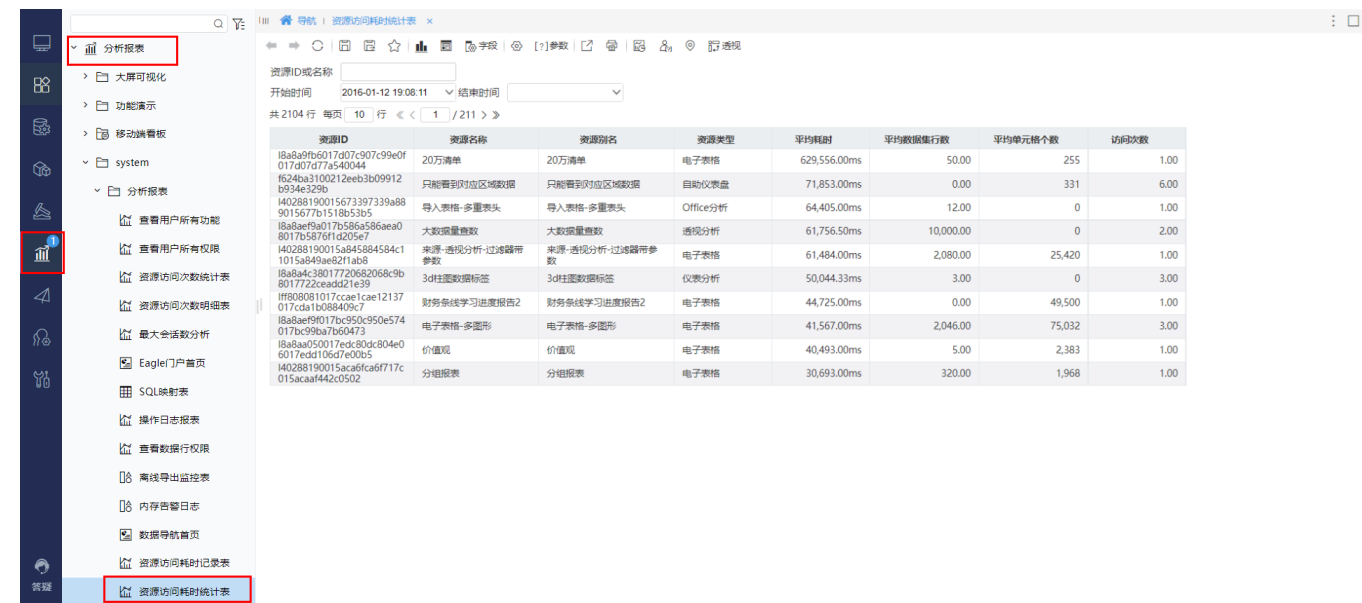 导航 | 资源访问耗时统计表 ×
分析报表
大屏可视化
功能演示
移动端看板
system
分析报表
查看用户所有功能
查看用户所有权限
资源访问次数统计表
资源访问次数明细表
最大会话数分析
Eagle门户首页
SQL映射表
操作日志报表
查看数据行权限
离线导出监控表
内存告警日志
数据导航首页
资源访问耗时记录表
资源访问耗时统计表
1
答疑
字段 [?]参数 透视
资源ID或名称
开始时间 2016-01-12 19:08:11 结束时间
共 2104 行 每页 10 行 1 / 211
资源ID 资源名称 资源别名 资源类型 平均耗时 平均数据集行数 平均单元格个数 访问次数
I8a8a9fb6017d07c907c99e0f
017d07d77a540044 20万清单 20万清单 电子表格 629,556.00ms 50.00 255 1.00
f624ba3100212eeb3b09912
b934e329b 只能看到对应区域数据 只能看到对应区域数据 自助仪表盘 71,853.00ms 0.00 331 6.00
I40288190015673397339a88
9015677b1518b53b5 导入表格-多重表头 导入表格-多重表头 Office分析 64,405.00ms 12.00 0 1.00
I8a8aef9a017b586a586aea0
8017b5876f1d205e7 大数据量查数 大数据量查数 透视分析 61,756.50ms 10,000.00 0 2.00
I40288190015a845884584c1
1015a849ae82f1ab8 来源-透视分析-过滤器带
参数 来源-透视分析-过滤器带参
数 电子表格 61,484.00ms 2,080.00 25,420 1.00
I8a8a4c38017720682068c9b
8017722ceadd21e39 3d柱图数据标签 3d柱图数据标签 仪表分析 50,044.33ms 3.00 0 3.00
Iff808081017ccae1cae12137
017cda1b088409c7 财务条线学习进度报告2 财务条线学习进度报告2 电子表格 44,725.00ms 0.00 49,500 1.00
I8a8aef9f017bc950c950e574
017bc99ba7b60473 电子表格-多图形 电子表格-多图形 电子表格 41,567.00ms 2,046.00 75,032 3.00
I8a8aa050017edc80dc804e0
6017edd106d7e00b5 价值观 价值观 电子表格 40,493.00ms 5.00 2,383 1.00
I40288190015aca6fca6f717c
015acaaf442c0502 分组报表 分组报表 电子表格 30,693.00ms 320.00 1,968 1.00